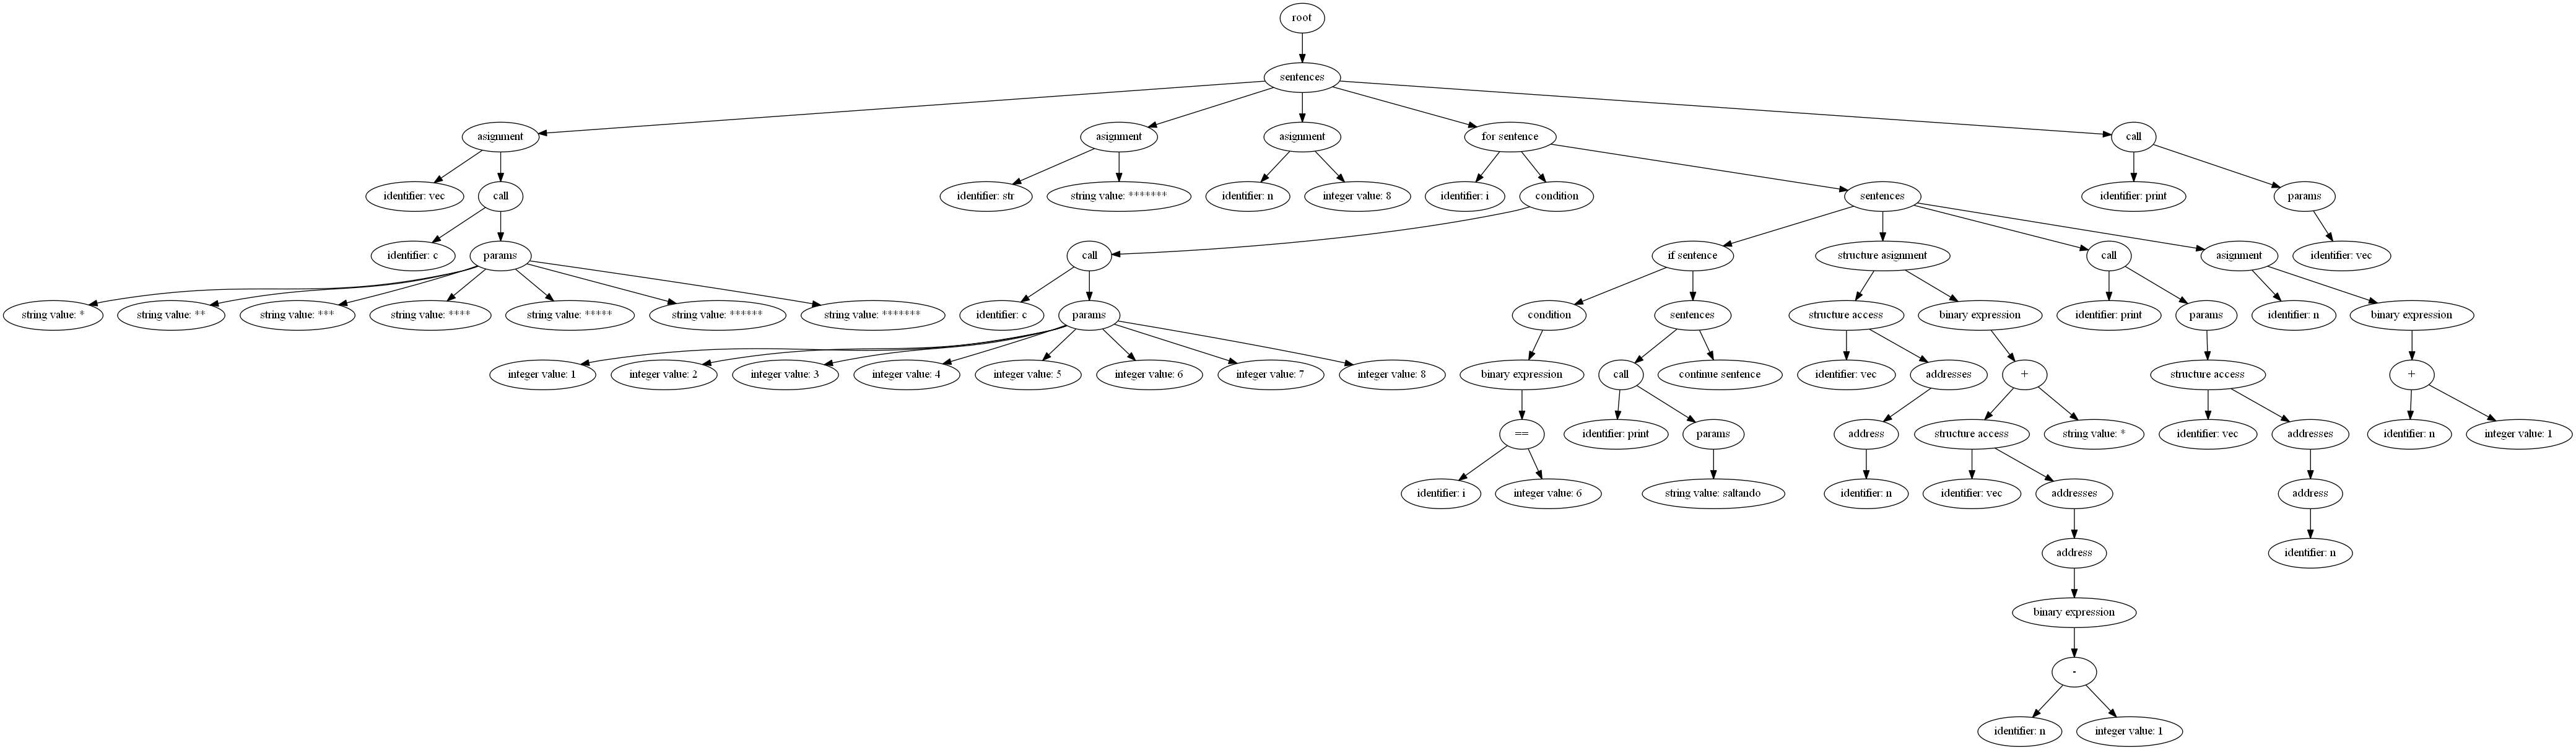 root
sentences
asignment
asignment
asignment
for sentence
call
identifier: vec
call
identifier: str
string value: *******
identifier: n
integer value: 8
identifier: i
condition
sentences
identifier: print
params
identifier: c
params
call
if sentence
structure asignment
call
asignment
identifier: vec
string value: *
string value: **
string value: ***
string value: ****
string value: *****
string value: ******
string value: *******
identifier: c
params
condition
sentences
structure access
binary expression
identifier: print
params
identifier: n
binary expression
integer value: 1
integer value: 2
integer value: 3
integer value: 4
integer value: 5
integer value: 6
integer value: 7
integer value: 8
binary expression
call
continue sentence
identifier: vec
addresses
+
structure access
+
==
identifier: print
params
address
structure access
string value: *
identifier: vec
addresses
identifier: n
integer value: 1
identifier: i
integer value: 6
string value: saltando
identifier: n
identifier: vec
addresses
address
address
identifier: n
binary expression
-
identifier: n
integer value: 1